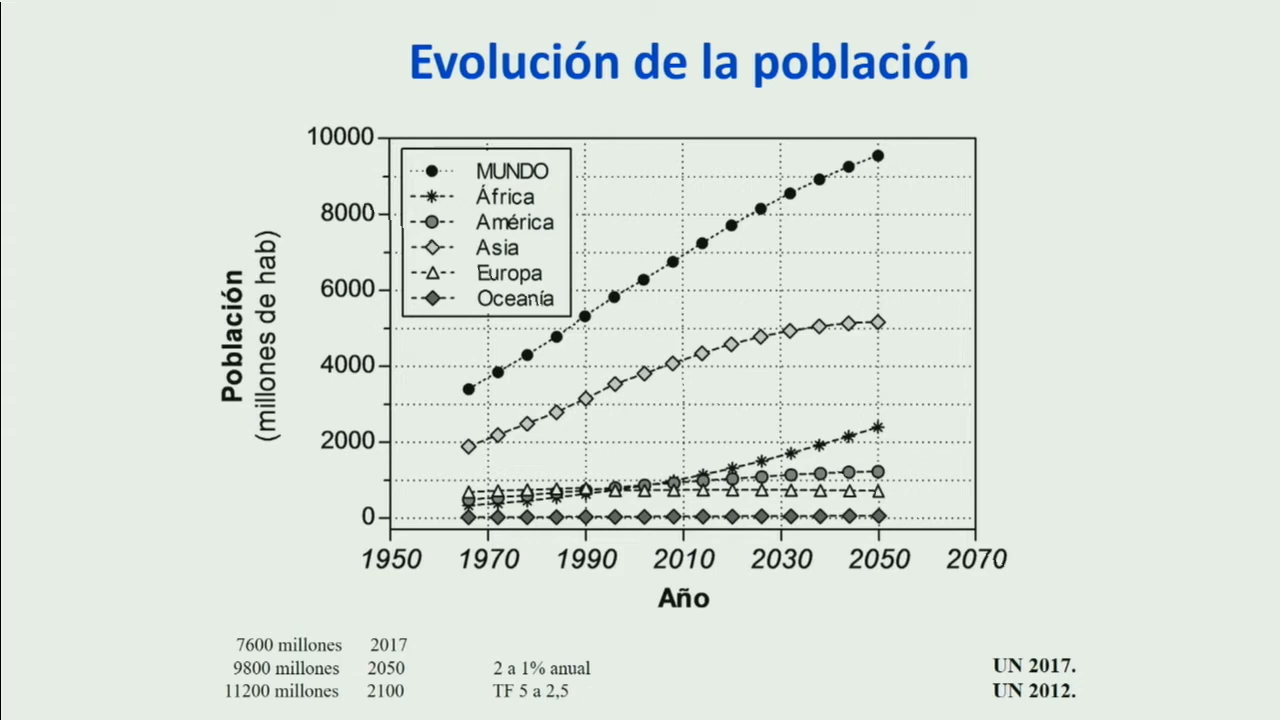 Evolución de la población
10000
8000
6000
4000
2000
0
Población
(millones de hab)
MUNDO
África
América
Asia
Europa
Oceanía
1950 1970 1990 2010 2030 2050 2070
Año
7600 millones 2017
9800 millones 2050 2 a 1% anual UN 2017.
11200 millones 2100 TF 5 a 2,5 UN 2012.